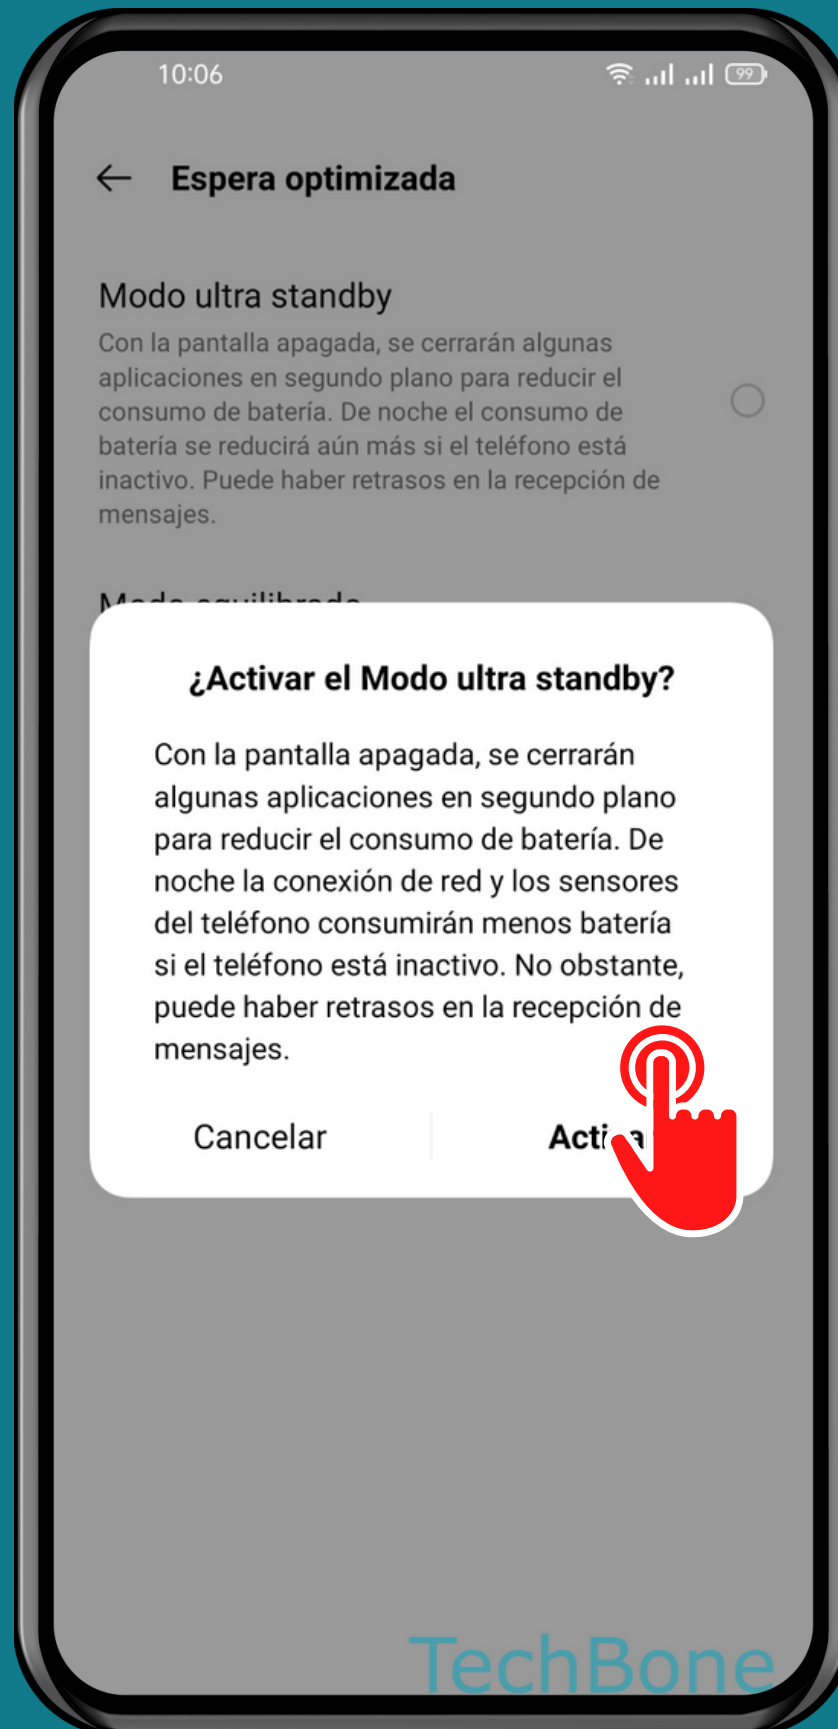 10:06
99
Espera optimizada
Modo ultra standby
Con la pantalla apagada, se cerrarán algunas
aplicaciones en segundo plano para reducir el
consumo de batería. De noche el consumo de
batería se reducirá aún más si el teléfono está
inactivo. Puede haber retrasos en la recepción de
mensajes.
Modo equilibrado
¿Activar el Modo ultra standby?
Con la pantalla apagada, se cerrarán
algunas aplicaciones en segundo plano
para reducir el consumo de batería. De
noche la conexión de red y los sensores
del teléfono consumirán menos batería
si el teléfono está inactivo. No obstante,
puede haber retrasos en la recepción de
mensajes.
Cancelar
Activar
TechBone